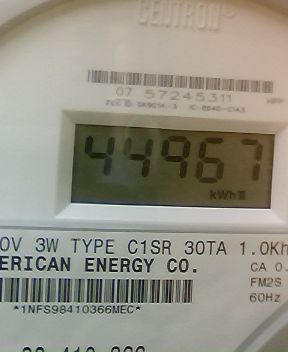 CENTRON®
07 57245311
44967
kWh
0V 3W TYPE C1SR 30TA 1.0Kh
ERICAN ENERGY CO.
CA 0.
FM2S
60Hz
*1NFS98410366MEC*